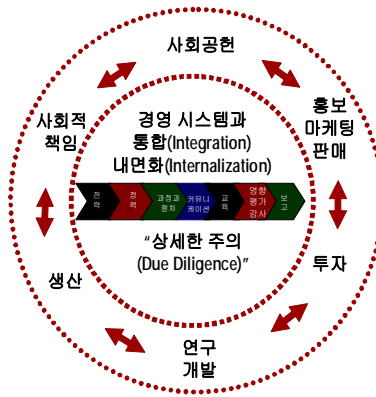 사회공헌
사회적
책임
홍보
마케팅
판매
경영 시스템과
통합(Integration)
내면화(Internalization)
전
략
정
책
과정과
절차
커뮤니
케이션
교
육
영향
평가
감사
보
고
“상세한 주의
(Due Diligence)”
생산
투자
연구
개발